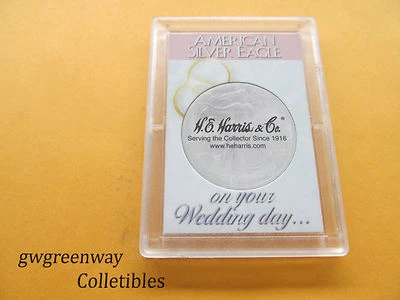 AMERICAN
SILVER EAGLE
H.E. Harris & Co.®
Serving the Collector Since 1916
www.heharris.com
on your
Wedding day...
gwgreenway
Colletibles